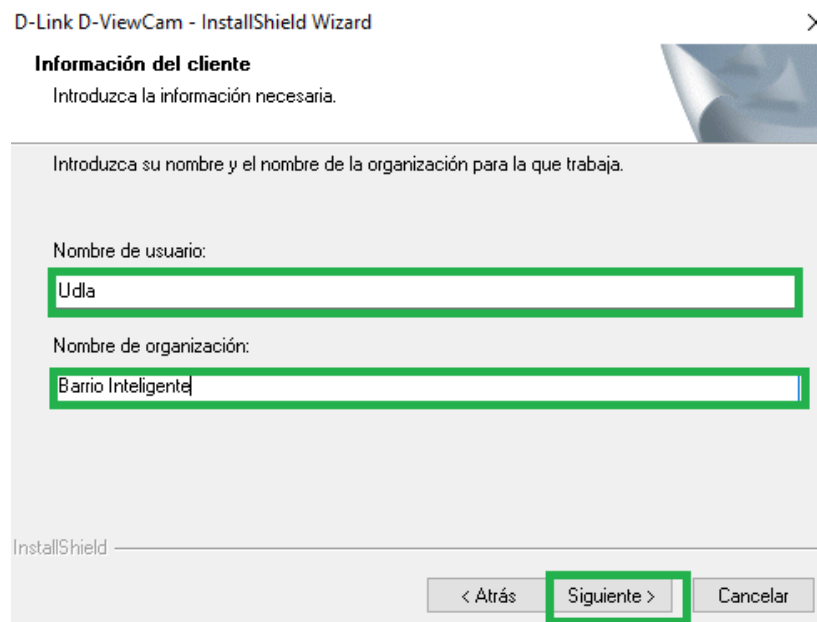 D-Link D-ViewCam - InstallShield Wizard
Información del cliente
Introduzca la información necesaria.
Introduzca su nombre y el nombre de la organización para la que trabaja.
Nombre de usuario:
Udla
Nombre de organización:
Barrio Inteligente
InstallShield
< Atrás Siguiente > Cancelar